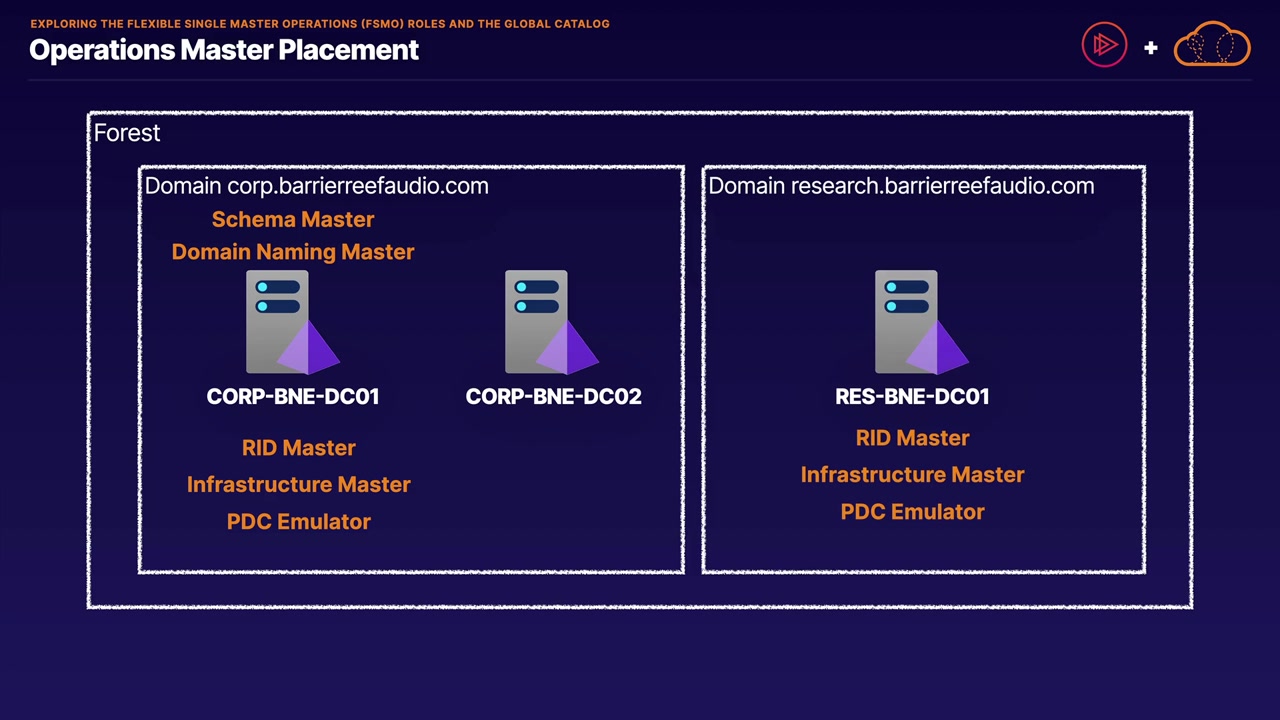 EXPLORING THE FLEXIBLE SINGLE MASTER OPERATIONS (FSMO) ROLES AND THE GLOBAL CATALOG
Operations Master Placement
+
Forest
Domain corp.barrierreefaudio.com
Schema Master
Domain Naming Master
CORP-BNE-DC01
CORP-BNE-DC02
RID Master
Infrastructure Master
PDC Emulator
Domain research.barrierreefaudio.com
RES-BNE-DC01
RID Master
Infrastructure Master
PDC Emulator